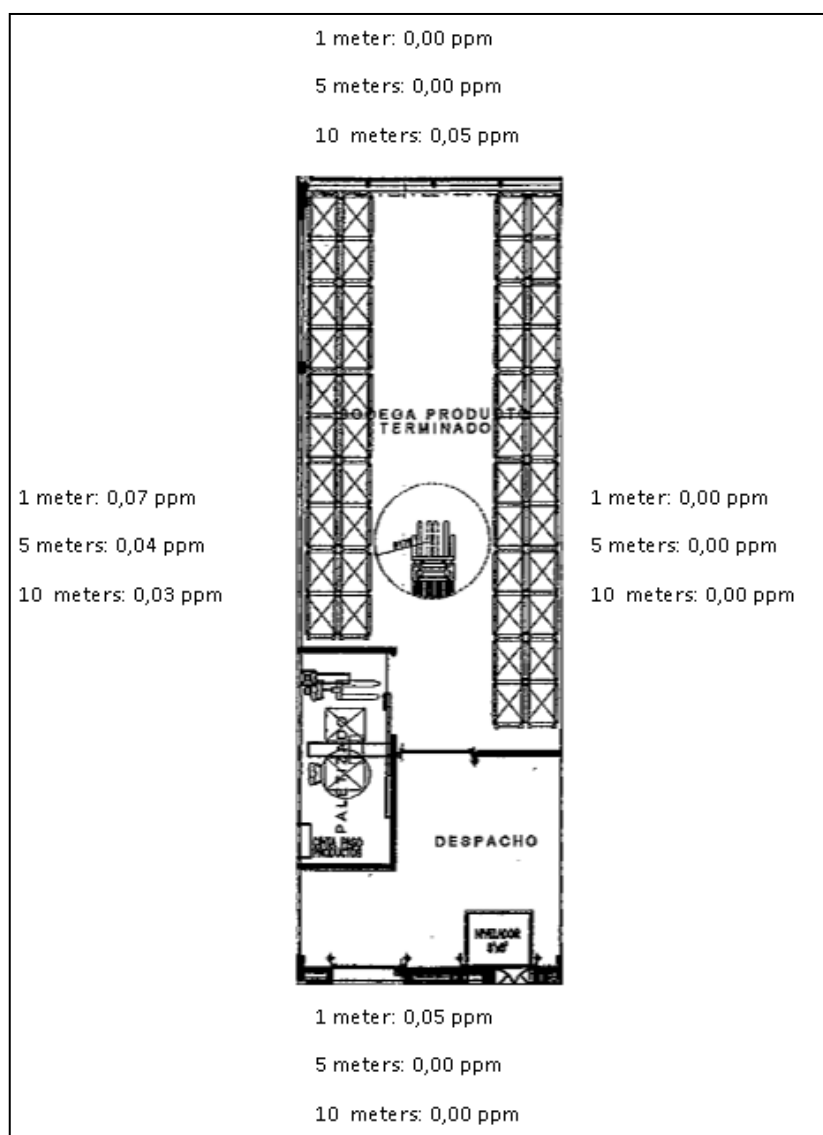 1 meter: 0,00 ppm
5 meters: 0,00 ppm
10 meters: 0,05 ppm
BODEGA PRODUCTO
TERMINADO
1 meter: 0,07 ppm
5 meters: 0,04 ppm
10 meters: 0,03 ppm
1 meter: 0,00 ppm
5 meters: 0,00 ppm
10 meters: 0,00 ppm
PALETIZADO
CINTA PASO
PRODUCTOS
DESPACHO
NIVELADOR
1 meter: 0,05 ppm
5 meters: 0,00 ppm
10 meters: 0,00 ppm